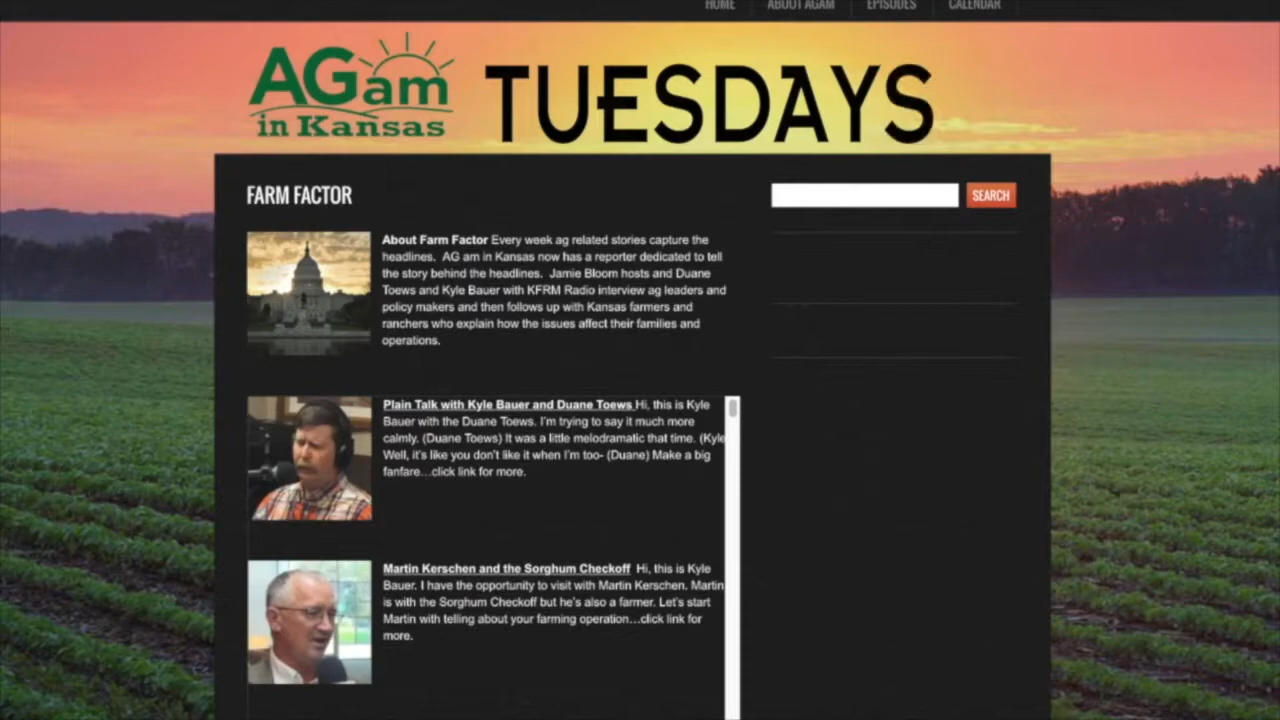 HOME ABOUT AGAM EPISODES CALENDAR
AGam
in Kansas
TUESDAYS
FARM FACTOR
SEARCH
About Farm Factor Every week ag related stories capture the
headlines. AG am in Kansas now has a reporter dedicated to tell
the story behind the headlines. Jamie Bloom hosts and Duane
Toews and Kyle Bauer with KFRM Radio interview ag leaders and
policy makers and then follows up with Kansas farmers and
ranchers who explain how the issues affect their families and
operations.
Plain Talk with Kyle Bauer and Duane Toews Hi, this is Kyle
Bauer with the Duane Toews. I'm trying to say it much more
calmly. (Duane Toews) It was a little melodramatic that time. (Kyle
Well, it's like you don't like it when I'm too- (Duane) Make a big
fanfare…click link for more.
Martin Kerschen and the Sorghum Checkoff Hi, this is Kyle
Bauer. I have the opportunity to visit with Martin Kerschen. Martin
is with the Sorghum Checkoff but he's also a farmer. Let's start
Martin with telling about your farming operation…click link for
more.